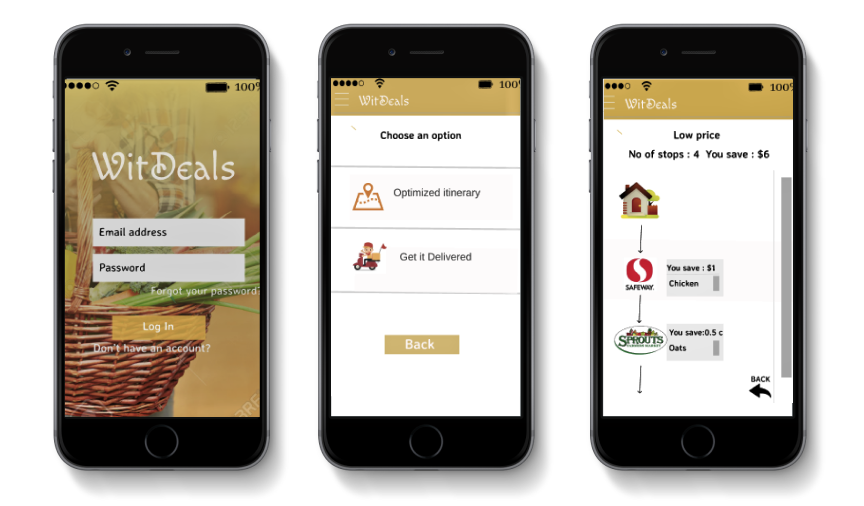 100%
WitDeals
Email address
Password
Forgot your password?
Log In
Don't have an account?
100%
WitDeals
Choose an option
Optimized itinerary
Get it Delivered
Back
100%
WitDeals
Low price
No of stops : 4 You save : $6
You save : $1
SAFEWAY.
Chicken
You save:0.5 c
SPROUTS
FARMERS MARKET
Oats
BACK